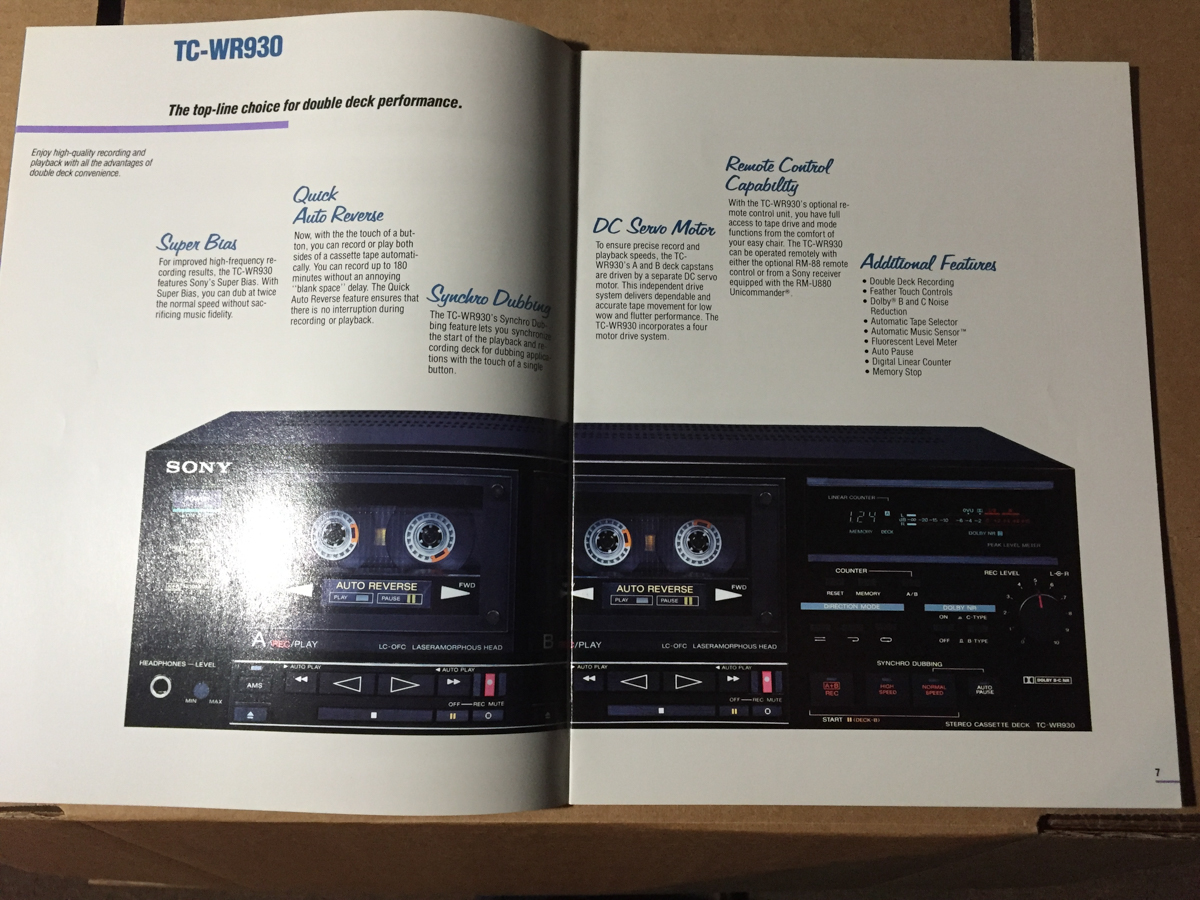 TC-WR930
The top-line choice for double deck performance.
Enjoy high-quality recording and
playback with all the advantages of
double deck convenience.
Super Bias
For improved high-frequency re-
cording results, the TC-WR930
features Sony's Super Bias. With
Super Bias, you can dub at twice
the normal speed without sac-
rificing music fidelity.
Quick
Auto Reverse
Now, with the the touch of a but-
ton, you can record or play both
sides of a cassette tape automati-
cally. You can record up to 180
minutes without an annoying
"blank space" delay. The Quick
Auto Reverse feature ensures that
there is no interruption during
recording or playback.
Synchro Dubbing
The TC-WR930's Synchro Dub-
bing feature lets you synchronize
the start of the playback and re-
cording deck for dubbing applica-
tions with the touch of a single
button.
DC Servo Motor
To ensure precise record and
playback speeds, the TC-
WR930's A and B deck capstans
are driven by a separate DC servo
motor. This independent drive
system delivers dependable and
accurate tape movement for low
wow and flutter performance. The
TC-WR930 incorporates a four
motor drive system.
Remote Control
Capability
With the TC-WR930's optional re-
mote control unit, you have full
access to tape drive and mode
functions from the comfort of
your easy chair. The TC-WR930
can be operated remotely with
either the optional RM-88 remote
control or from a Sony receiver
equipped with the RM-U880
Unicommander®.
Additional Features
• Double Deck Recording
• Feather Touch Controls
• Dolby® B and C Noise
Reduction
• Automatic Tape Selector
• Automatic Music Sensor™
• Fluorescent Level Meter
• Auto Pause
• Digital Linear Counter
• Memory Stop
SONY
POWER
AUTO REVERSE
PLAY PAUSE
FWD
A REC/PLAY
LC-OFC LASERAMORPHOUS HEAD
HEADPHONES LEVEL
MIN MAX
AUTO PLAY
AUTO PLAY
AMS
OFF REC MUTE
B
AUTO REVERSE
PLAY PAUSE
FWD
/PLAY
LC-OFC LASERAMORPHOUS HEAD
AUTO PLAY
AUTO PLAY
OFF REC MUTE
LINEAR COUNTER
124 A
MEMORY DECK
L
R
DOLBY NR B
PEAK LEVEL METER
COUNTER
RESET MEMORY A/B
DIRECTION MODE
DOLBY NR
ON C-TYPE
OFF B-TYPE
REC LEVEL L R
3 4 5 6 7 8 9 10
SYNCHRO DUBBING
A+B
REC
HIGH
SPEED
NORMAL
SPEED
AUTO
PAUSE
START (DECK-B)
DOLBY B-C NR
STEREO CASSETTE DECK TC-WR930
7